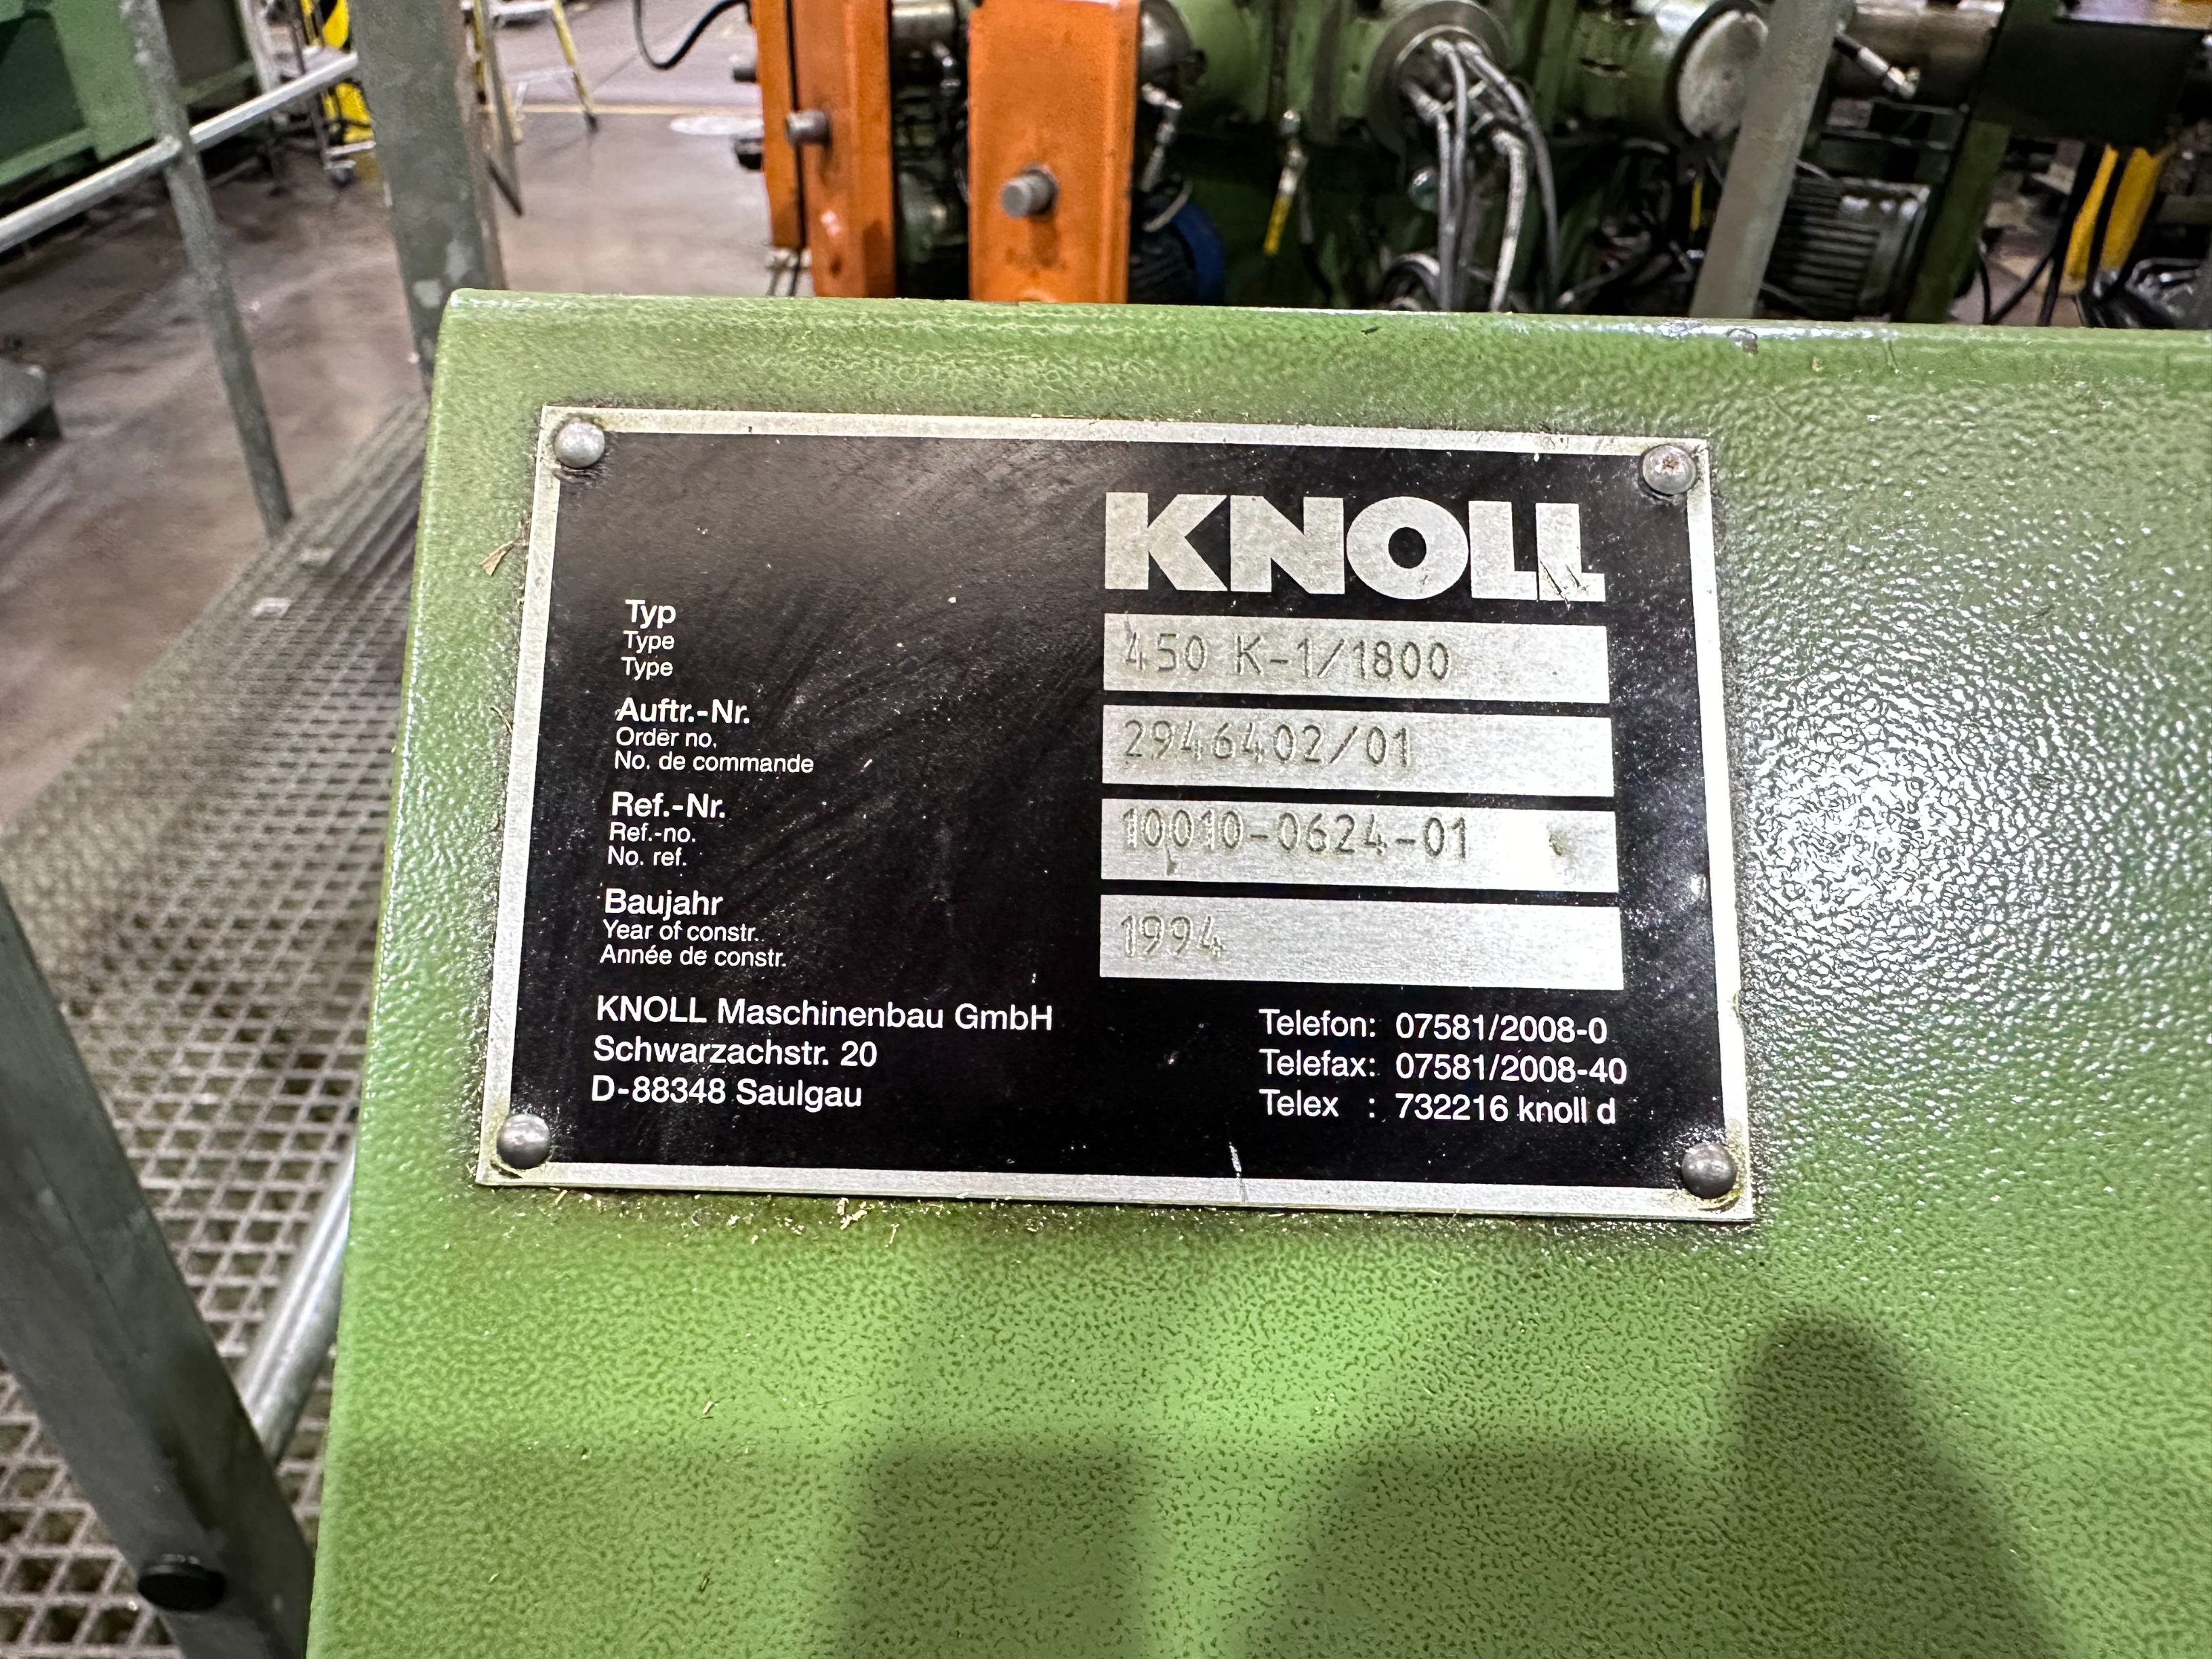 KNOLL
Typ
Type
Type
450 K-1/1800
Auftr.-Nr.
Order no.
No. de commande
2946402/01
Ref.-Nr.
Ref.-no.
No. ref.
10010-0624-01
Baujahr
Year of constr.
Année de constr.
1994
KNOLL Maschinenbau GmbH
Schwarzachstr. 20
D-88348 Saulgau
Telefon: 07581/2008-0
Telefax: 07581/2008-40
Telex : 732216 knoll d